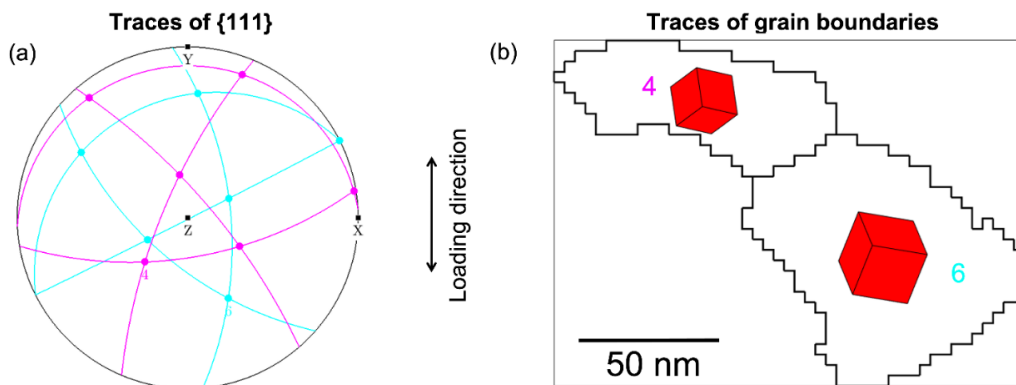 Traces of {111}
Traces of grain boundaries
(a)
(b)
Y
X
Z
4
6
Loading direction
4
6
50 nm